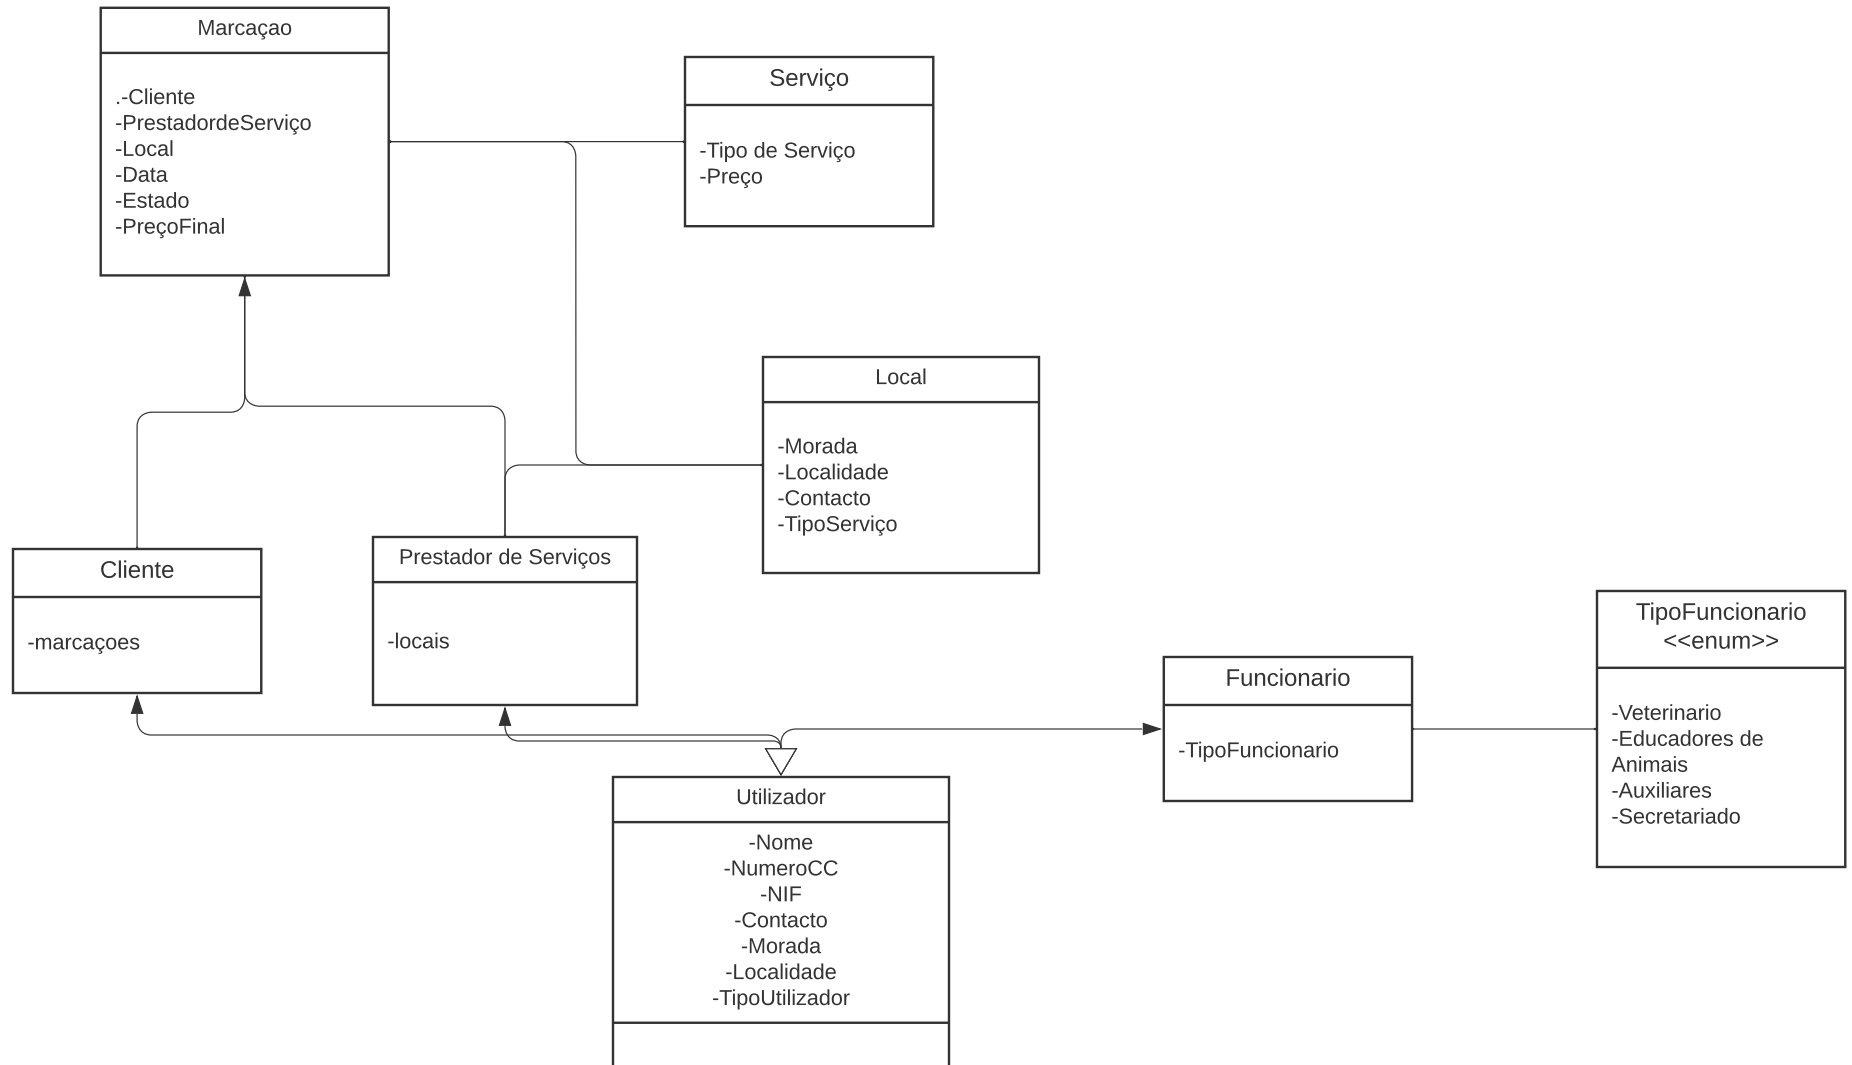 Marcaçao
.-Cliente
-PrestadordeServiço
-Local
-Data
-Estado
-PreçoFinal
Serviço
-Tipo de Serviço
-Preço
Local
-Morada
-Localidade
-Contacto
-TipoServiço
Cliente
-marcaçoes
Prestador de Serviços
-locais
Funcionario
-TipoFuncionario
TipoFuncionario
<<enum>>
-Veterinario
-Educadores de
Animais
-Auxiliares
-Secretariado
Utilizador
-Nome
-NumeroCC
-NIF
-Contacto
-Morada
-Localidade
-TipoUtilizador